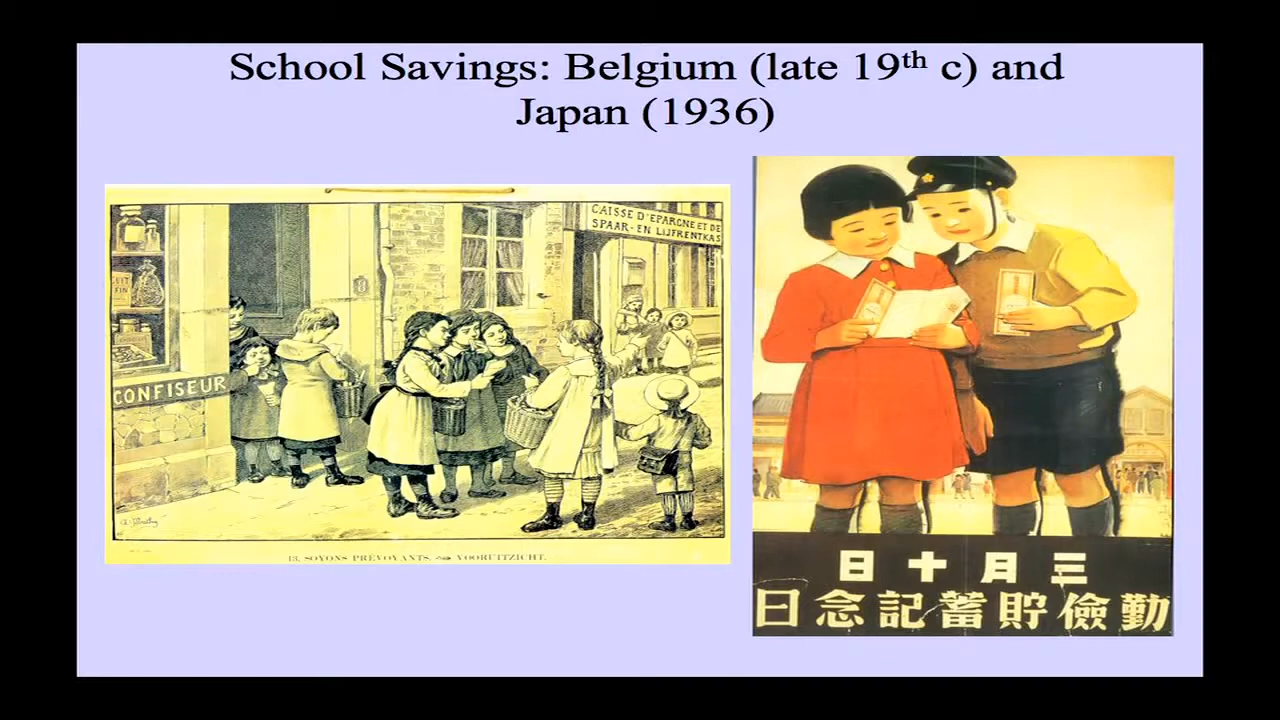 School Savings: Belgium (late 19th c) and
Japan (1936)
CAISSE D'EPARGNE ET DE
SPAAR- EN LIJFRENTKAS
CONFISEUR
13. SOYONS PRÉVOYANTS. VOORUITZICHT.
日十月三
日念記蓄貯儉勤